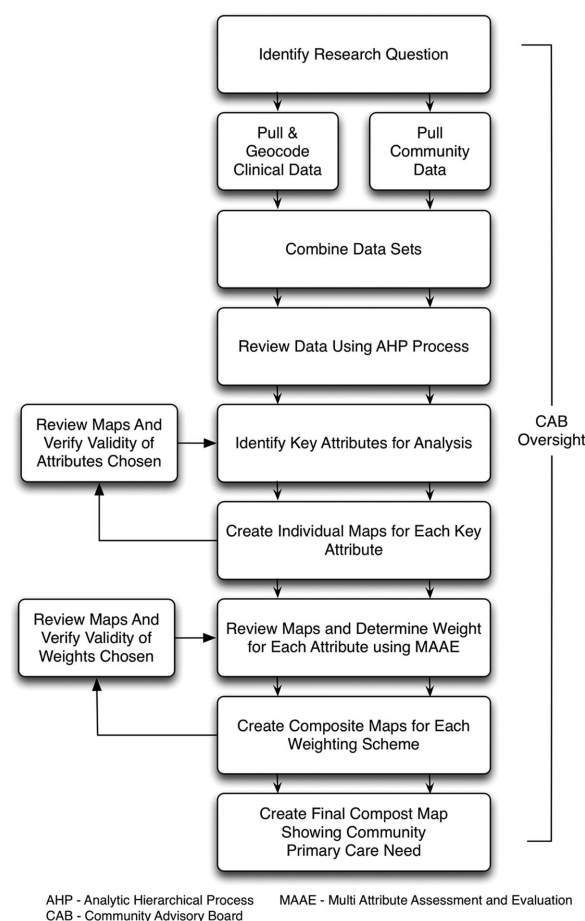 Identify Research Question
Pull &
Geocode
Clinical Data
Pull
Community
Data
Combine Data Sets
Review Data Using AHP Process
Review Maps And
Verify Validity of
Attributes Chosen
Identify Key Attributes for Analysis
CAB
Oversight
Create Individual Maps for Each Key
Attribute
Review Maps And
Verify Validity of
Weights Chosen
Review Maps and Determine Weight
for Each Attribute using MAAE
Create Composite Maps for Each
Weighting Scheme
Create Final Compost Map
Showing Community
Primary Care Need
AHP - Analytic Hierarchical Process MAAE - Multi Attribute Assessment and Evaluation
CAB - Community Advisory Board